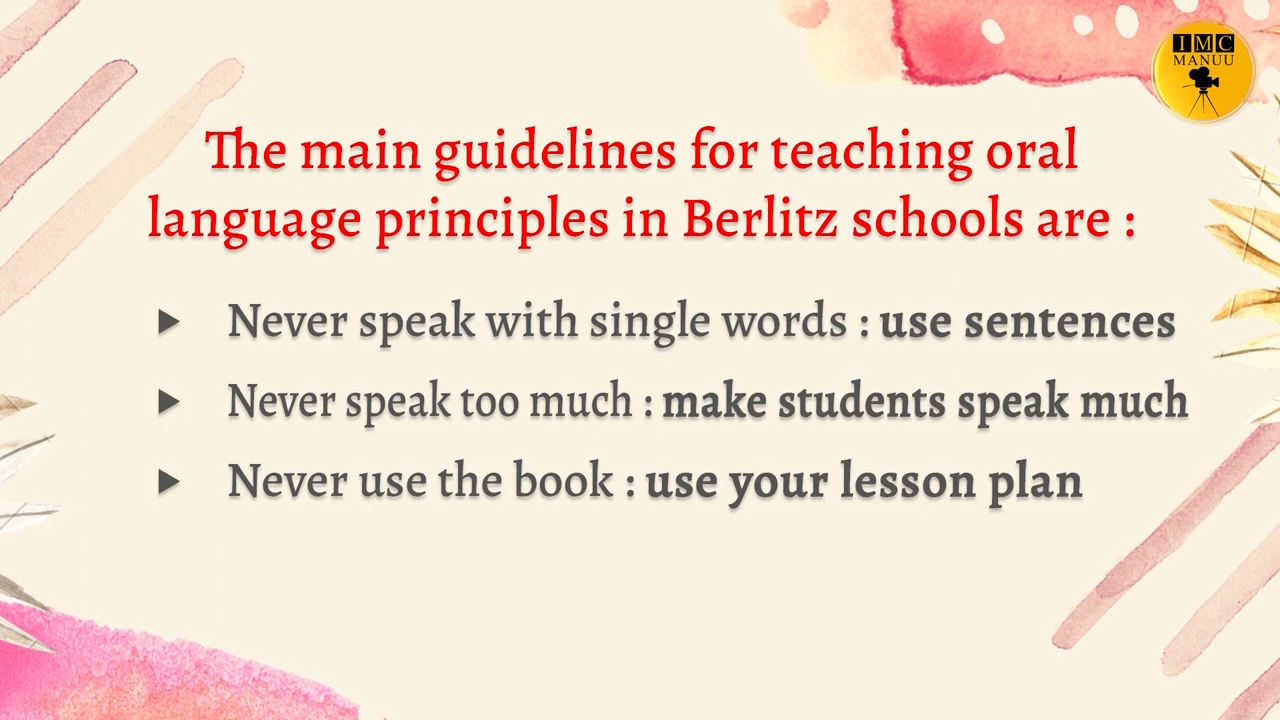 IMC
MANUU
The main guidelines for teaching oral
language principles in Berlitz schools are :
Never speak with single words : use sentences
Never speak too much : make students speak much
Never use the book : use your lesson plan